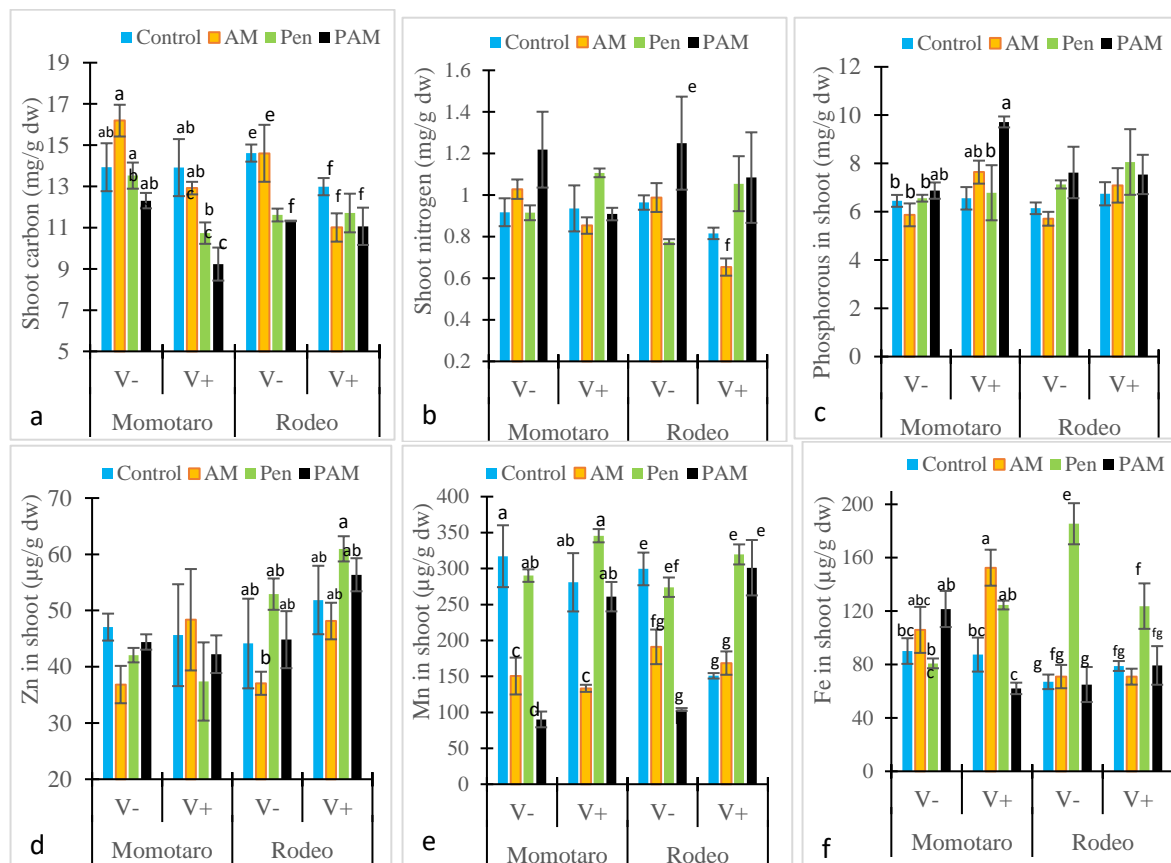 Control AM Pen PAM
Shoot carbon (mg/g dw)
19
17
15
13
11
9
7
5
ab a a b ab
ab ab c b c c
e e f f
f f f
V- V+ V- V+
Momotaro Rodeo
a
Control AM Pen PAM
Shoot nitrogen (mg/g dw)
1.6
1.4
1.2
1
0.8
0.6
0.4
0.2
e
f
V- V+ V- V+
Momotaro Rodeo
b
Control AM Pen PAM
Phosphorous in shoot (mg/g dw)
12
10
8
6
4
2
0
b b b ab
ab b a
V- V+ V- V+
Momotaro Rodeo
c
Control AM Pen PAM
Zn in shoot (µg/g dw)
70
60
50
40
30
20
ab b ab ab
ab ab a ab
V- V+ V- V+
Momotaro Rodeo
d
Control AM Pen PAM
Mn in shoot (µg/g dw)
400
350
300
250
200
150
100
50
0
a c ab d
ab c a ab
e fg ef g
g g e e
V- V+ V- V+
Momotaro Rodeo
e
Control AM Pen PAM
Fe in shoot (µg/g dw)
200
160
120
80
40
0
bc abc b c ab
bc a ab c
g fg e g
fg g f fg
V- V+ V- V+
Momotaro Rodeo
f